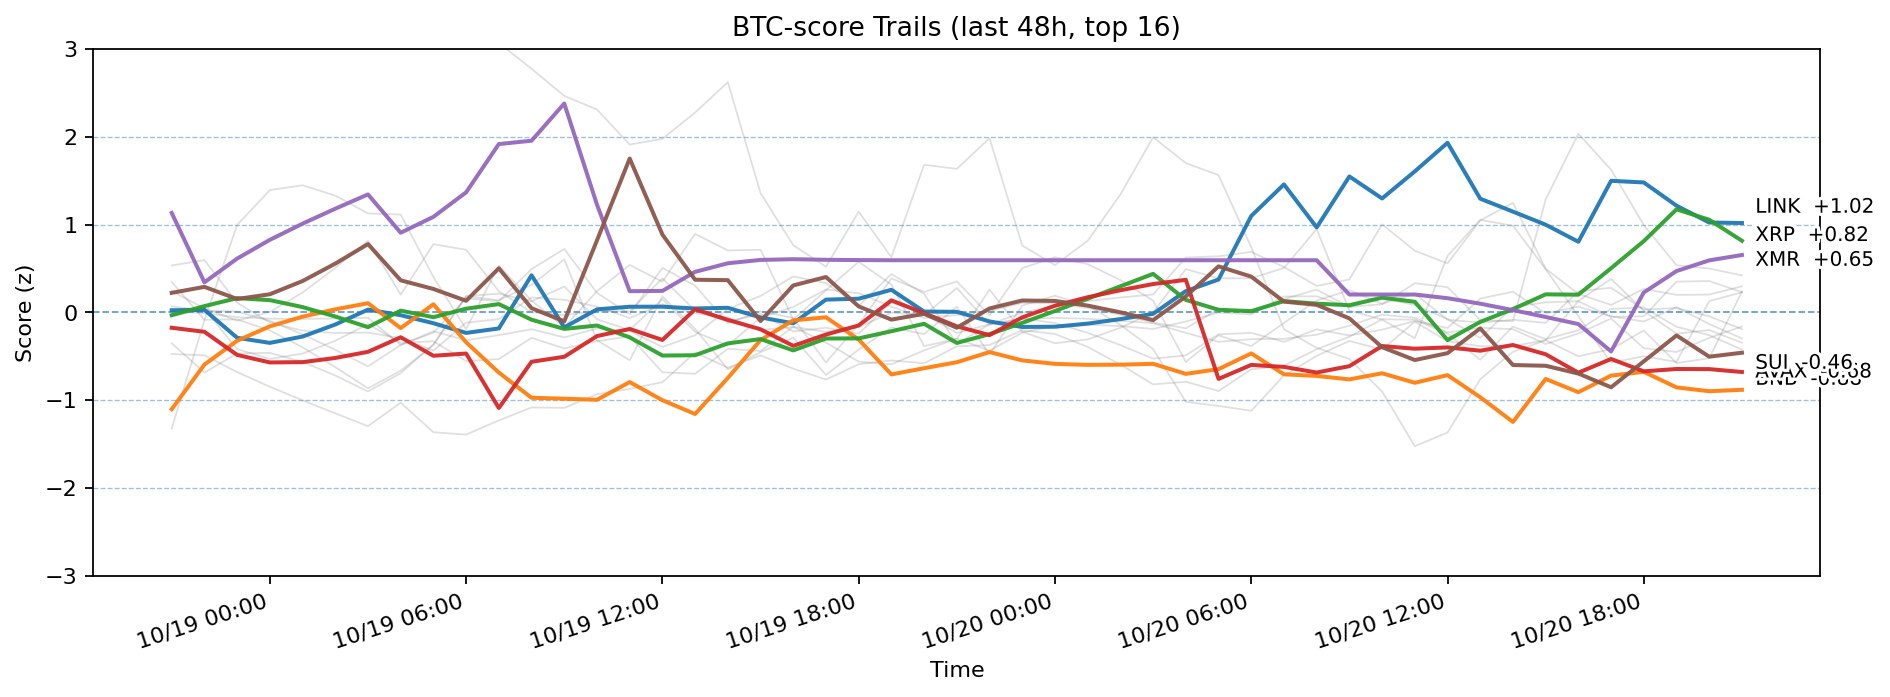 BTC-score Trails (last 48h, top 16)
Score (z)
3
2
1
0
−1
−2
−3
LINK +1.02
XRP +0.82
XMR +0.65
SUI -0.46
AVAX -0.68
10/19 00:00
10/19 06:00
10/19 12:00
10/19 18:00
10/20 00:00
10/20 06:00
10/20 12:00
10/20 18:00
Time